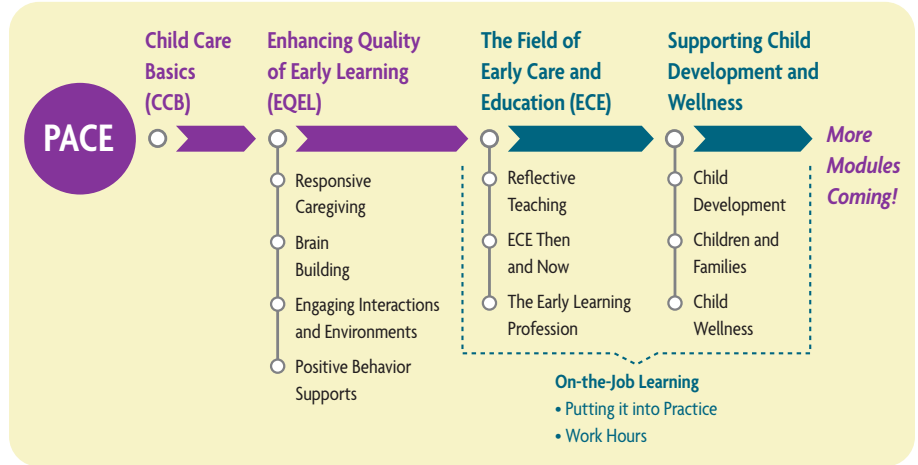 PACE
Child Care
Basics
(CCB)
Enhancing Quality
of Early Learning
(EQEL)
Responsive
Caregiving
Brain
Building
Engaging Interactions
and Environments
Positive Behavior
Supports
The Field of
Early Care and
Education (ECE)
Reflective
Teaching
ECE Then
and Now
The Early Learning
Profession
Supporting Child
Development and
Wellness
Child
Development
Children and
Families
Child
Wellness
More
Modules
Coming!
On-the-Job Learning
• Putting it into Practice
• Work Hours